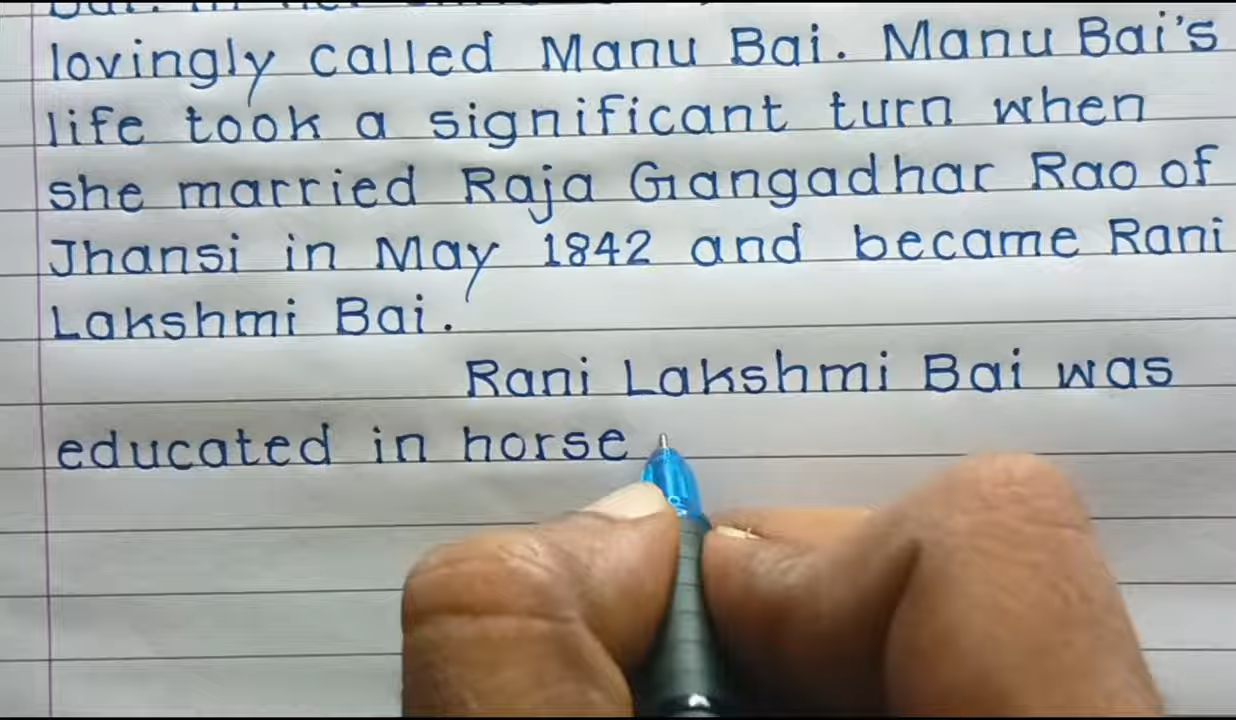 lovingly called Manu Bai. Manu Bai's
life took a significant turn when
she married Raja Gangadhar Rao of
Jhansi in May 1842 and became Rani
Lakshmi Bai.
Rani Lakshmi Bai was
educated in horse